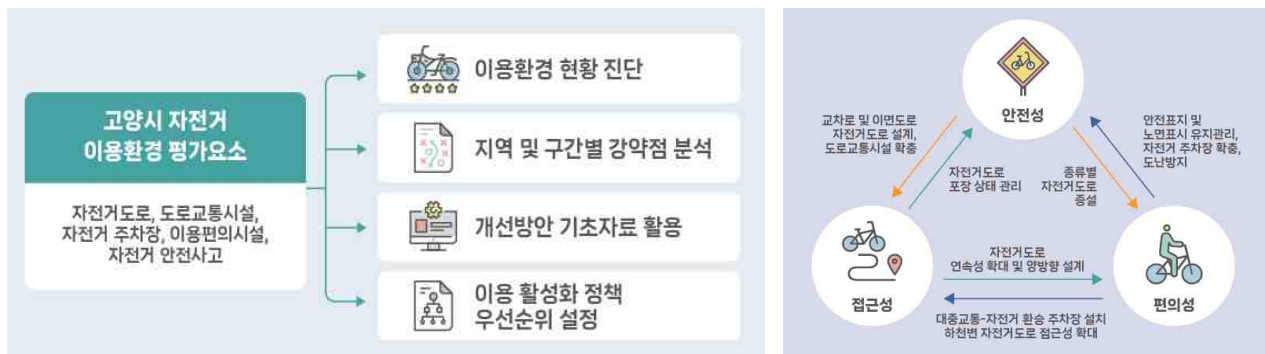 고양시 자전거
이용환경 평가요소
자전거도로, 도로교통시설,
자전거 주차장, 이용편의시설,
자전거 안전사고
이용환경 현황 진단
지역 및 구간별 강약점 분석
개선방안 기초자료 활용
이용 활성화 정책
우선순위 설정
안전성
교차로 및 이면도로
자전거도로 설계,
도로교통시설 확충
자전거도로
포장 상태 관리
종류별
자전거도로
증설
안전표지 및
노면표시 유지관리,
자전거 주차장 확충,
도난방지
접근성
자전거도로
연속성 확대 및 양방향 설계
편의성
대중교통-자전거 환승 주차장 설치
하천변 자전거도로 접근성 확대